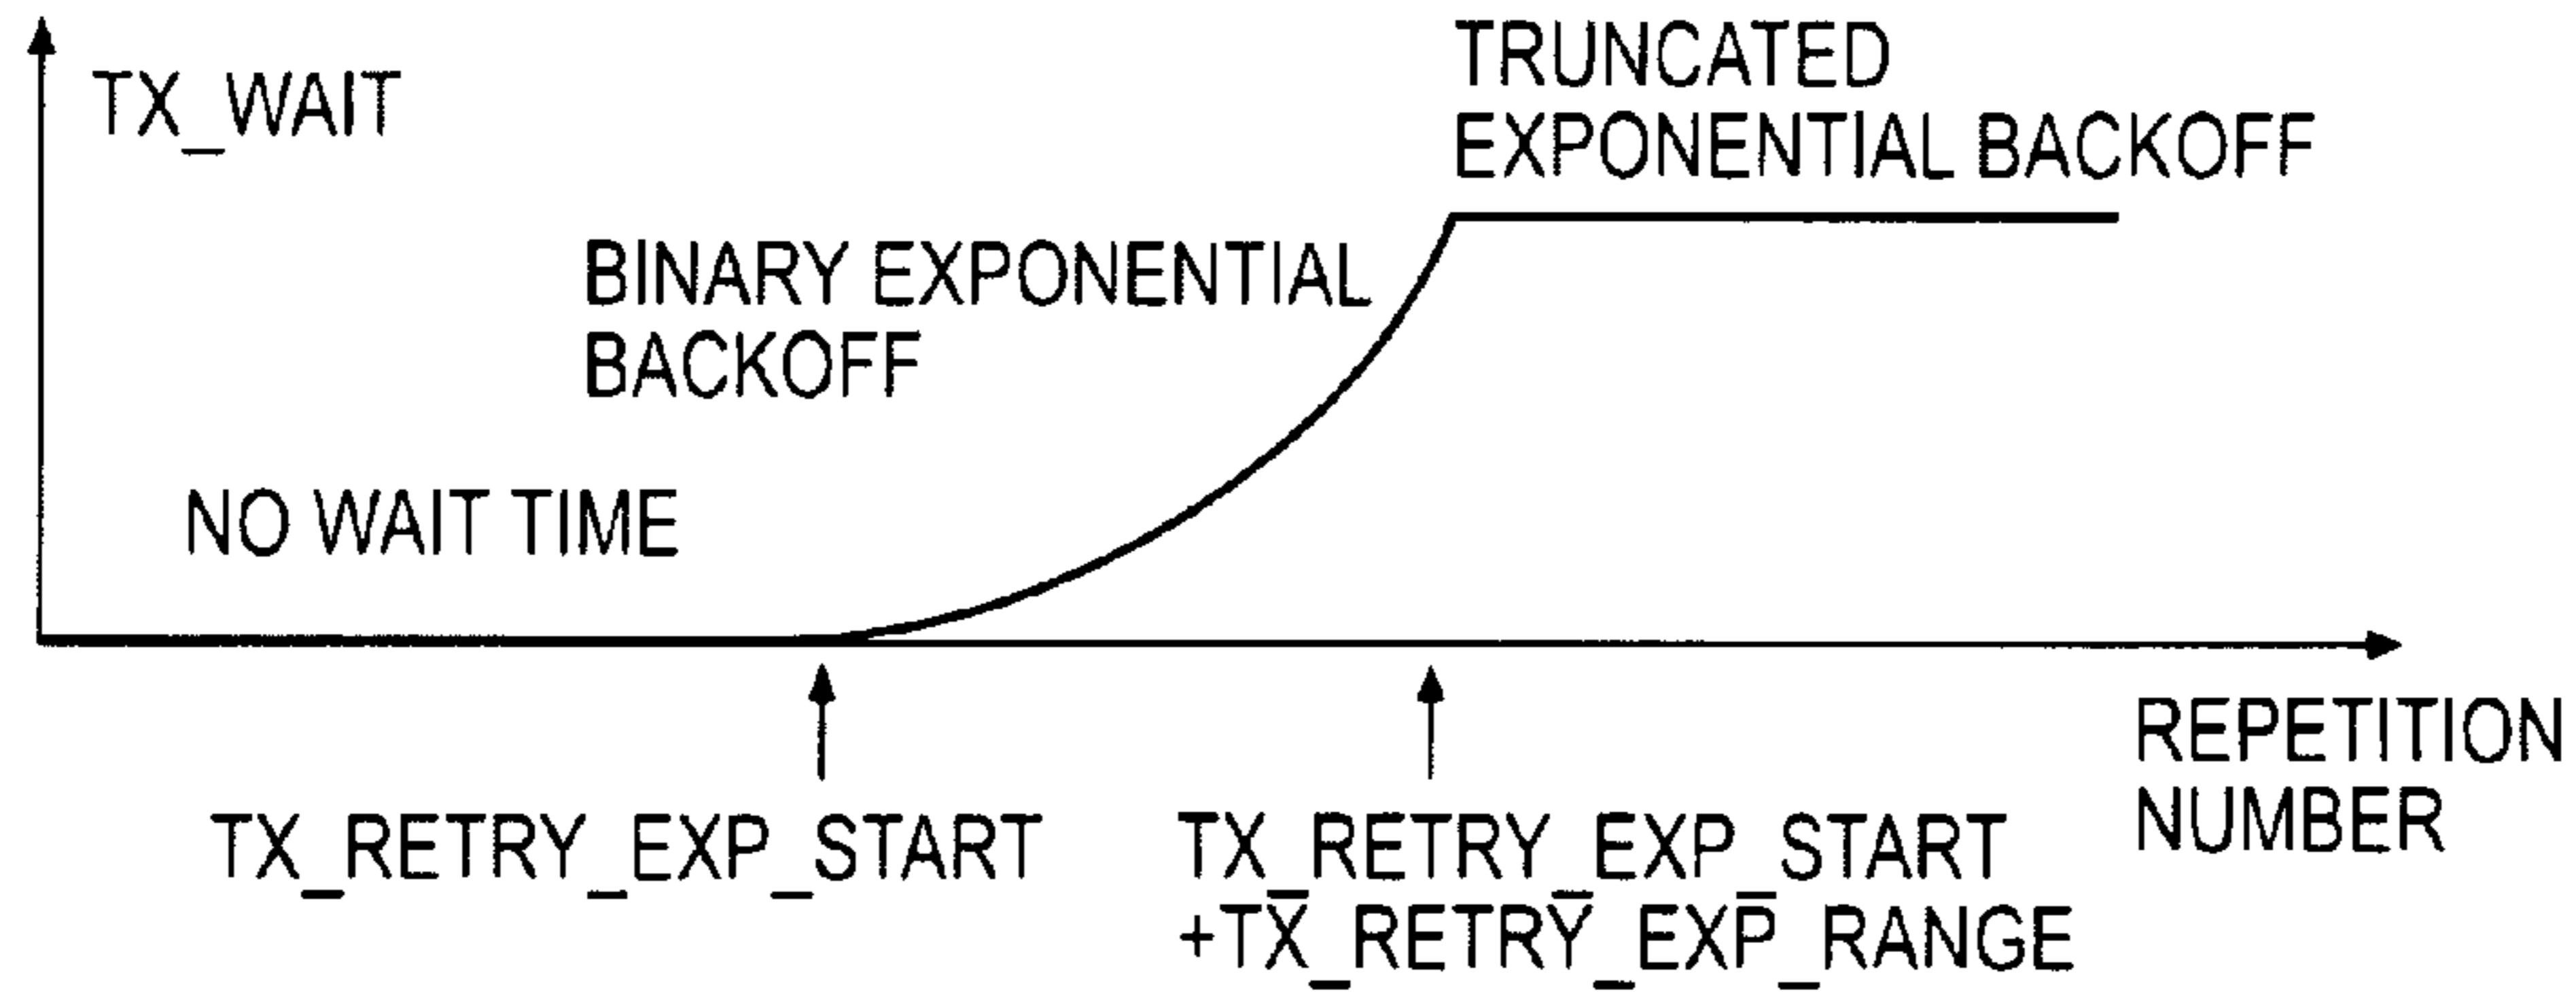 TX_WAIT
TRUNCATED
EXPONENTIAL BACKOFF
BINARY EXPONENTIAL
BACKOFF
NO WAIT TIME
TX_RETRY_EXP_START
TX_RETRY_EXP_START
+TX_RETRY_EXP_RANGE
REPETITION
NUMBER